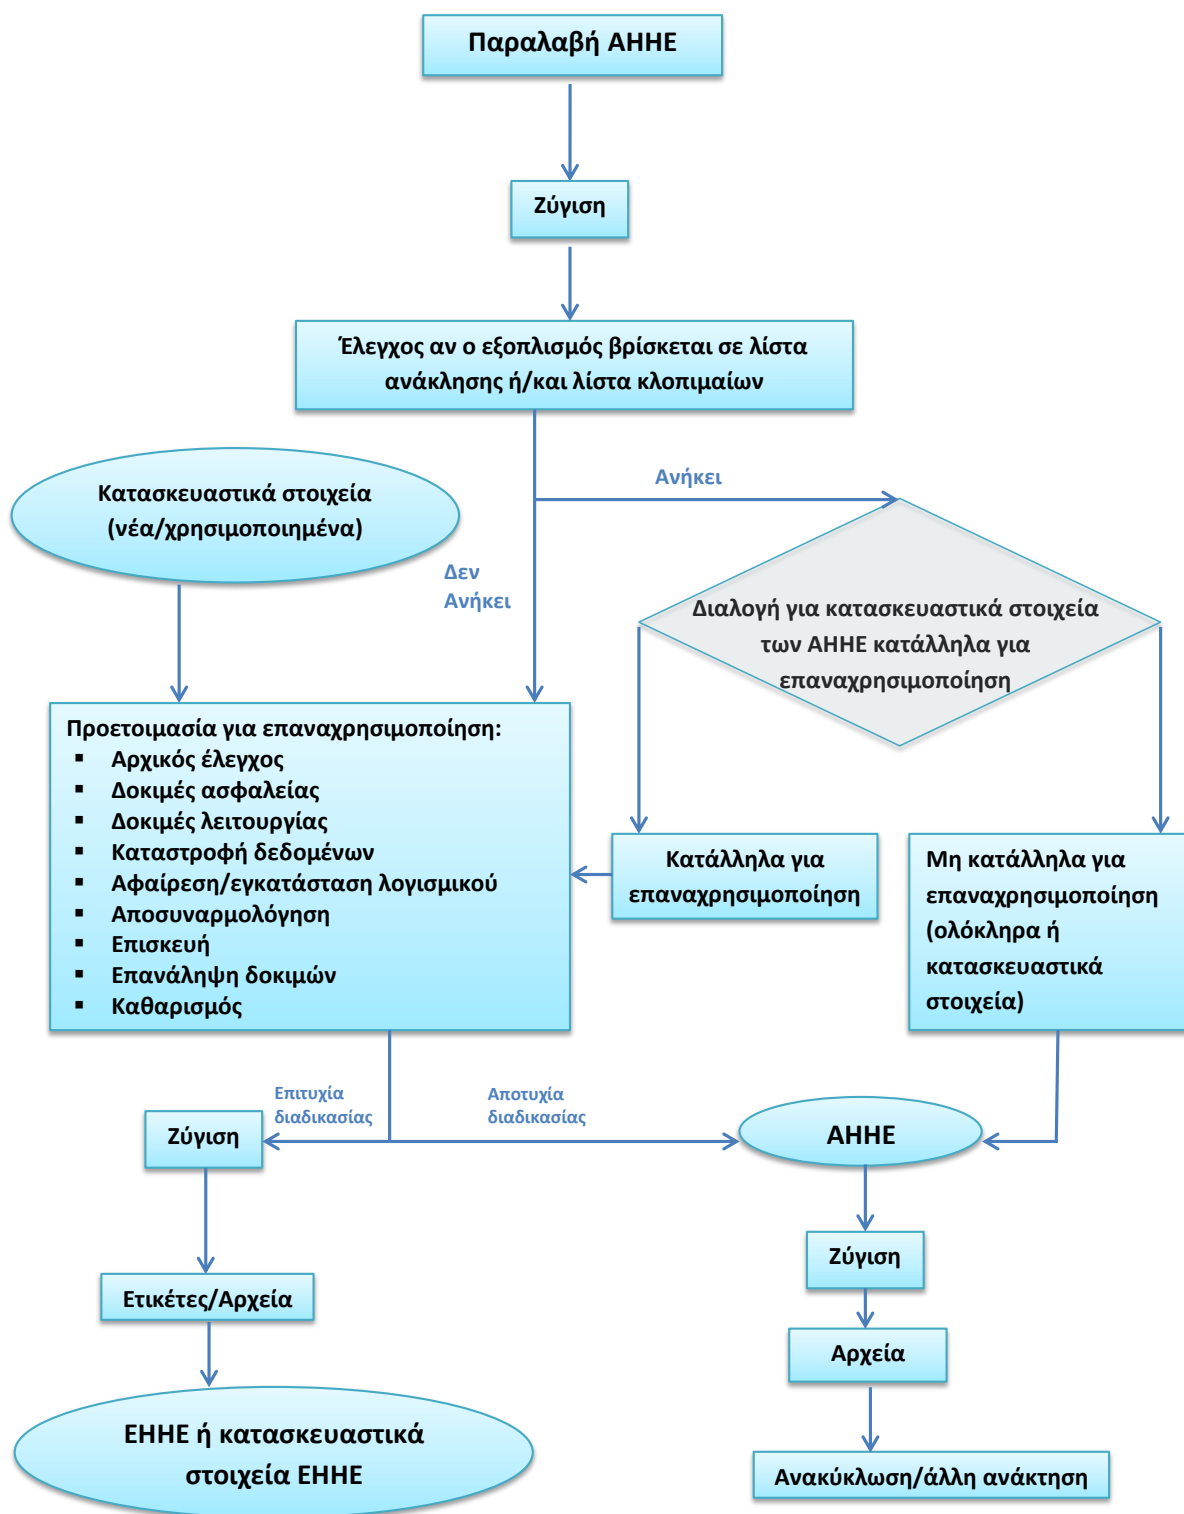 Παραλαβή ΑΗΗΕ
Ζύγιση
Έλεγχος αν ο εξοπλισμός βρίσκεται σε λίστα
ανάκλησης ή/και λίστα κλοπιμαίων
Ανήκει
Κατασκευαστικά στοιχεία
(νέα/χρησιμοποιημένα)
Δεν
Ανήκει
Διαλογή για κατασκευαστικά στοιχεία
των ΑΗΗΕ κατάλληλα για
επαναχρησιμοποίηση
Προετοιμασία για επαναχρησιμοποίηση:
▪ Αρχικός έλεγχος
▪ Δοκιμές ασφαλείας
▪ Δοκιμές λειτουργίας
▪ Καταστροφή δεδομένων
▪ Αφαίρεση/εγκατάσταση λογισμικού
▪ Αποσυναρμολόγηση
▪ Επισκευή
▪ Επανάληψη δοκιμών
▪ Καθαρισμός
Κατάλληλα για
επαναχρησιμοποίηση
Μη κατάλληλα για
επαναχρησιμοποίηση
(ολόκληρα ή
κατασκευαστικά
στοιχεία)
Επιτυχία
διαδικασίας
Αποτυχία
διαδικασίας
Ζύγιση
ΑΗΗΕ
Ζύγιση
Ετικέτες/Αρχεία
Αρχεία
ΕΗΗΕ ή κατασκευαστικά
στοιχεία ΕΗΗΕ
Ανακύκλωση/άλλη ανάκτηση